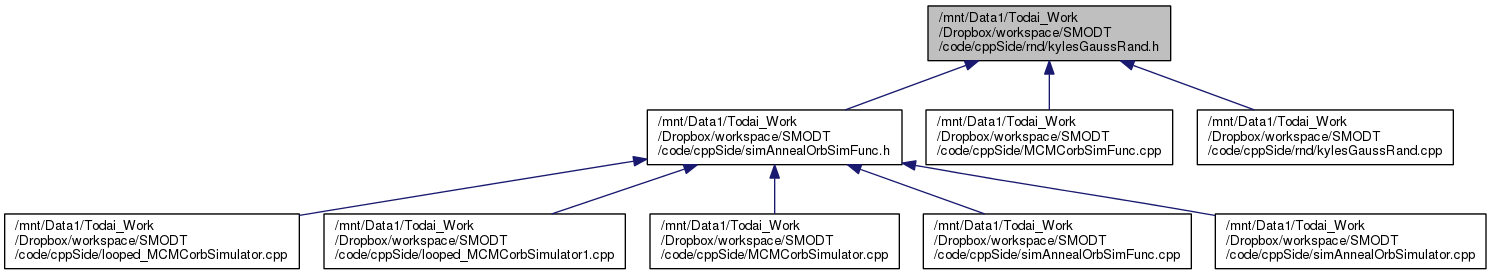 /mnt/Data1/Todai_Work
/Dropbox/workspace/SMODT
/code/cppSide/rnd/kylesGaussRand.h
/mnt/Data1/Todai_Work
/Dropbox/workspace/SMODT
/code/cppSide/simAnnealOrbSimFunc.h
/mnt/Data1/Todai_Work
/Dropbox/workspace/SMODT
/code/cppSide/MCMCorbSimFunc.cpp
/mnt/Data1/Todai_Work
/Dropbox/workspace/SMODT
/code/cppSide/rnd/kylesGaussRand.cpp
/mnt/Data1/Todai_Work
/Dropbox/workspace/SMODT
/code/cppSide/looped_MCMCorbSimulator.cpp
/mnt/Data1/Todai_Work
/Dropbox/workspace/SMODT
/code/cppSide/looped_MCMCorbSimulator1.cpp
/mnt/Data1/Todai_Work
/Dropbox/workspace/SMODT
/code/cppSide/MCMCorbSimulator.cpp
/mnt/Data1/Todai_Work
/Dropbox/workspace/SMODT
/code/cppSide/simAnnealOrbSimFunc.cpp
/mnt/Data1/Todai_Work
/Dropbox/workspace/SMODT
/code/cppSide/simAnnealOrbSimulator.cpp